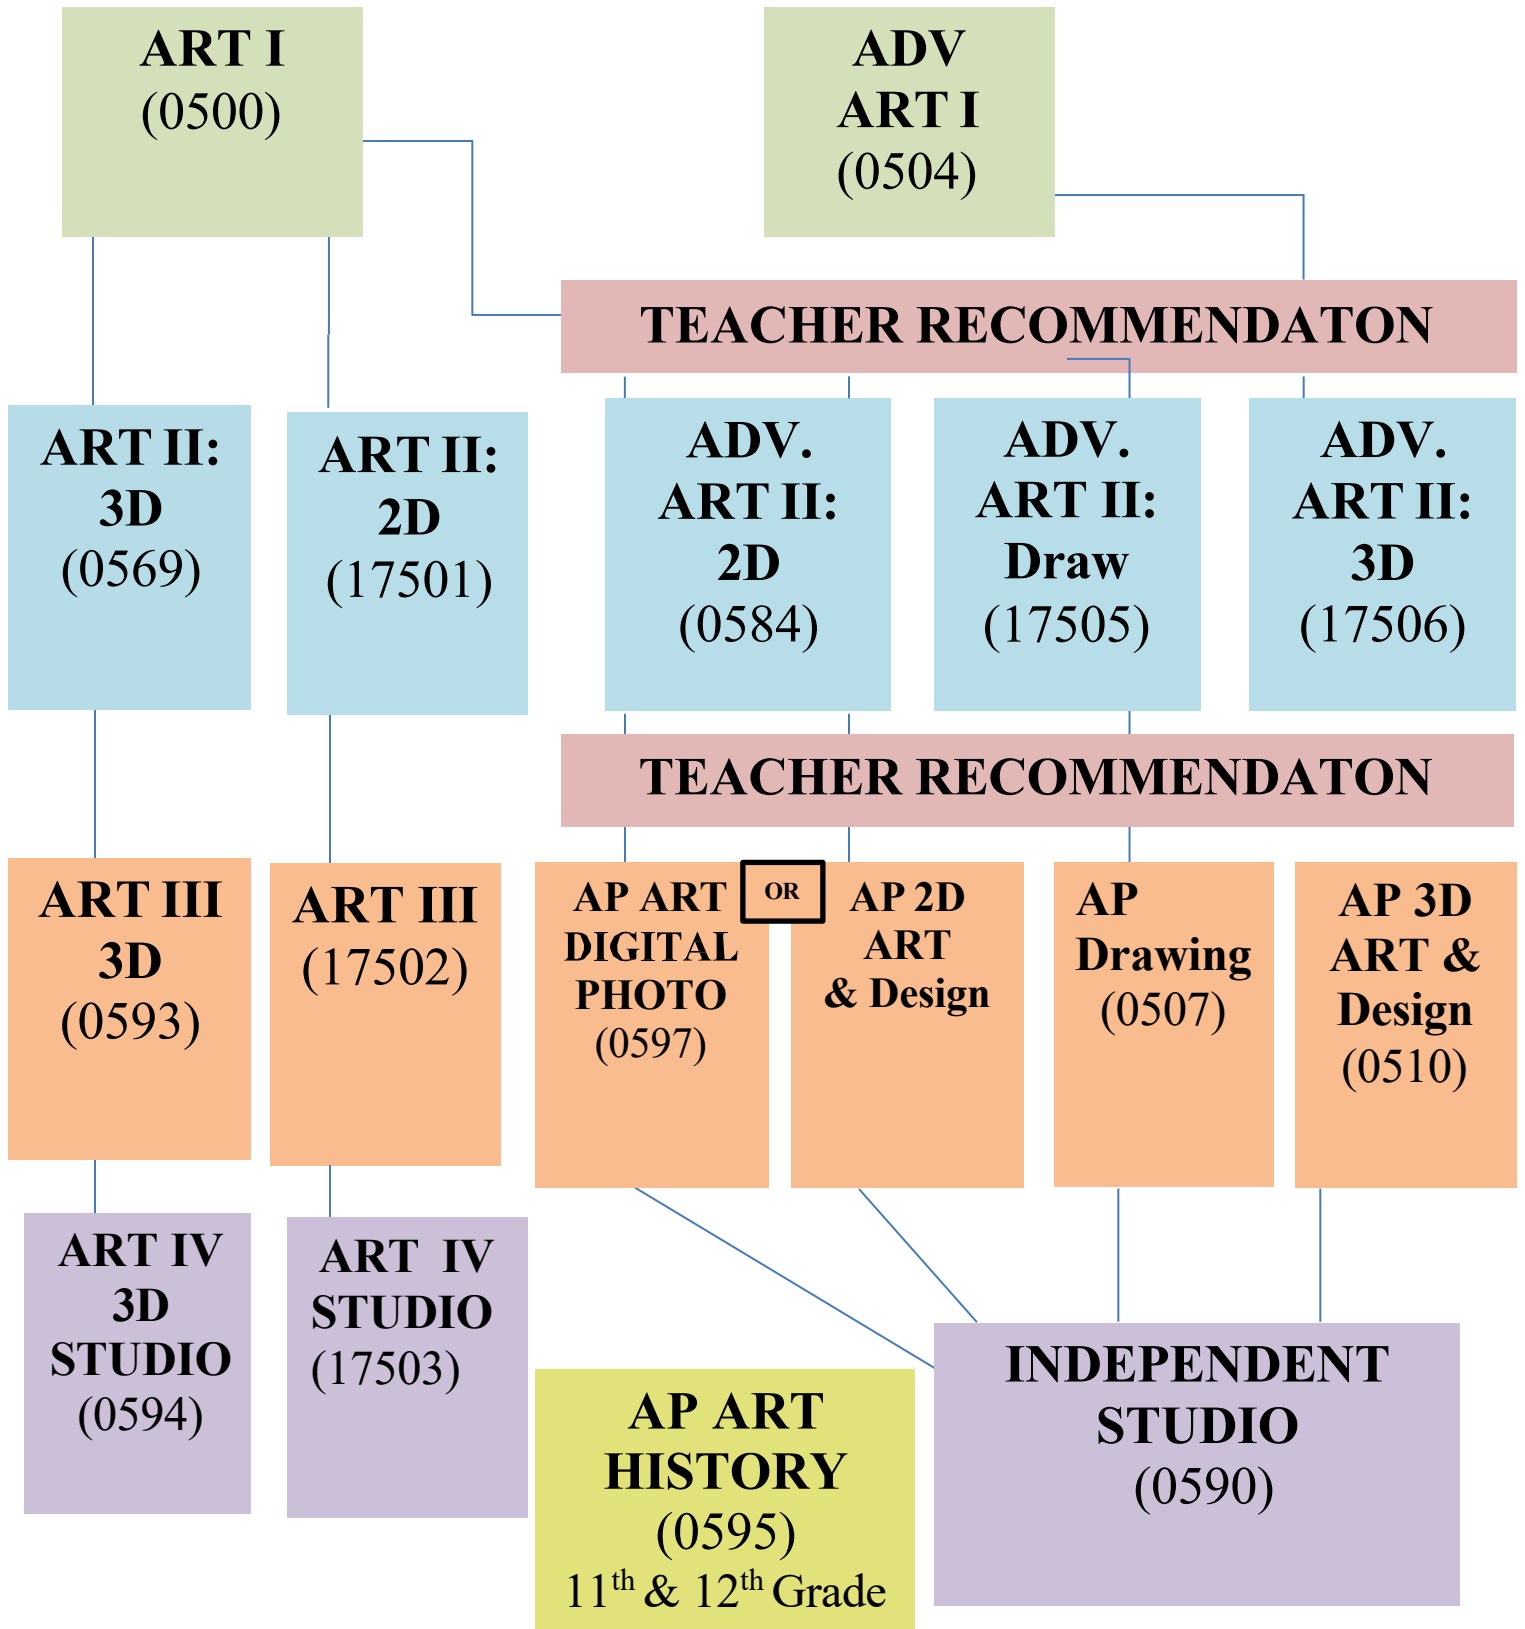 ART I
(0500)
ADV
ART I
(0504)
TEACHER RECOMMENDATON
ART II:
3D
(0569)
ART II:
2D
(17501)
ADV.
ART II:
2D
(0584)
ADV.
ART II:
Draw
(17505)
ADV.
ART II:
3D
(17506)
TEACHER RECOMMENDATON
ART III
3D
(0593)
ART III
(17502)
AP ART
DIGITAL
PHOTO
(0597)
OR
AP 2D
ART
& Design
AP
Drawing
(0507)
AP 3D
ART &
Design
(0510)
ART IV
3D
STUDIO
(0594)
ART IV
STUDIO
(17503)
AP ART
HISTORY
(0595)
11th & 12th Grade
INDEPENDENT
STUDIO
(0590)